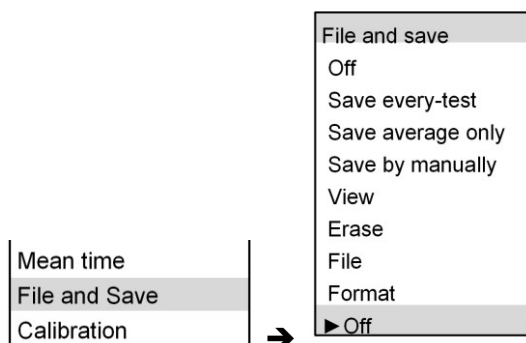 Mean time
File and Save
Calibration
➔
File and save
Off
Save every-test
Save average only
Save by manually
View
Erase
File
Format
►Off